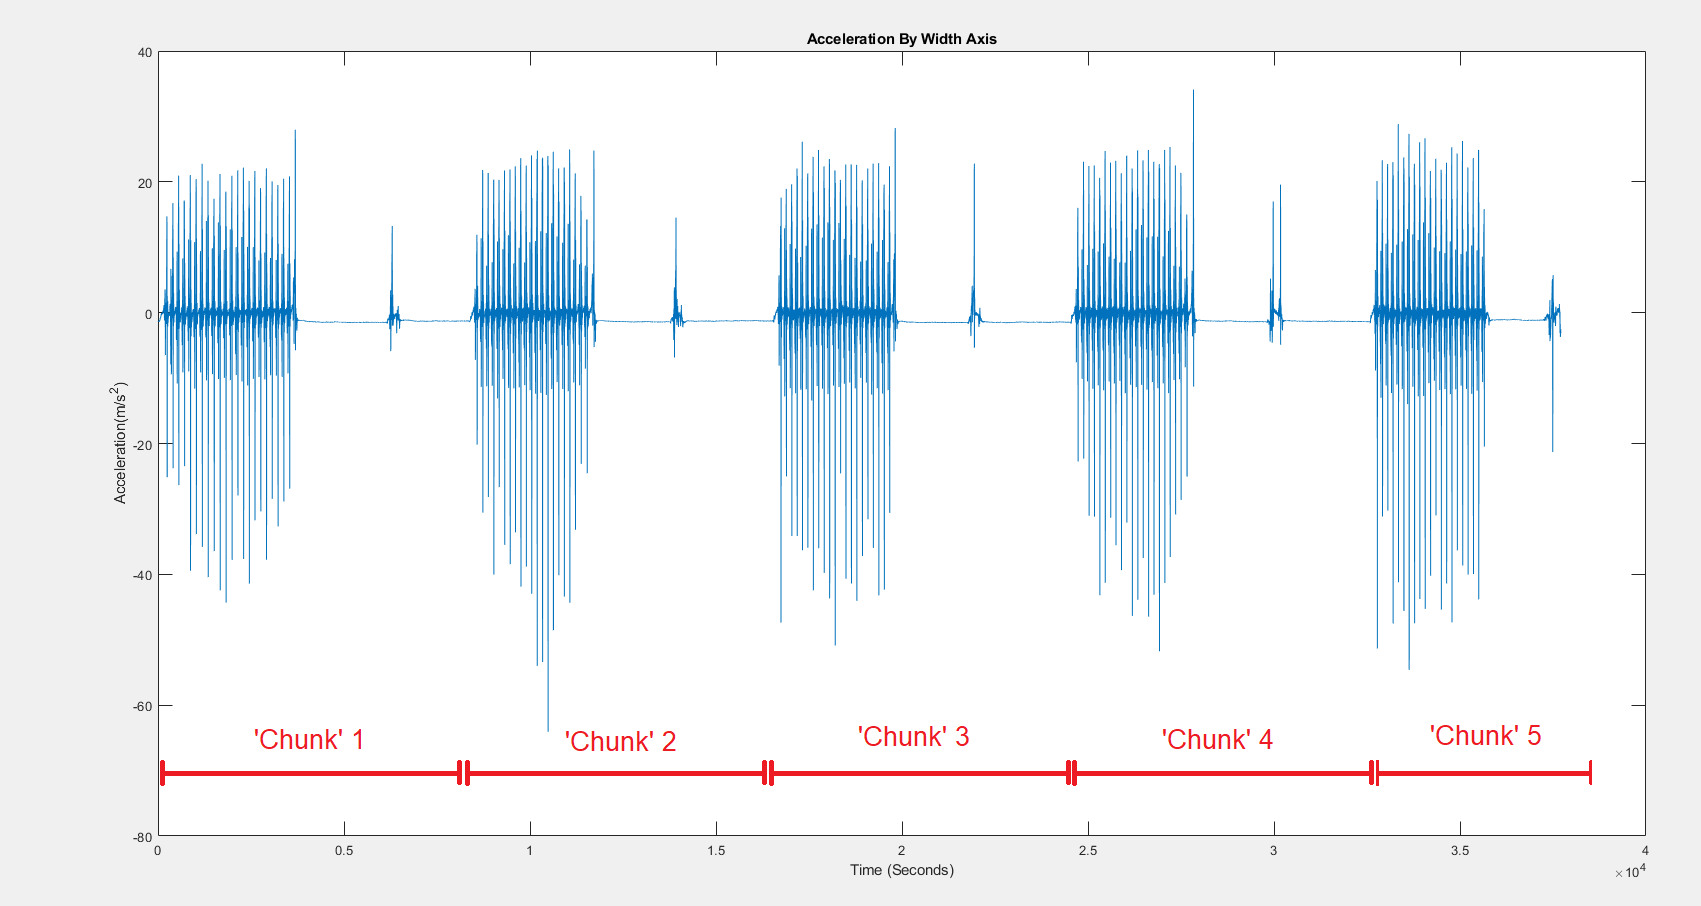 Acceleration By Width Axis
40
20
0
-20
-40
-60
-80
Acceleration(m/s²)
'Chunk' 1
'Chunk' 2
'Chunk' 3
'Chunk' 4
'Chunk' 5
0
0.5
1
1.5
2
2.5
3
3.5
4
×10⁴
Time (Seconds)